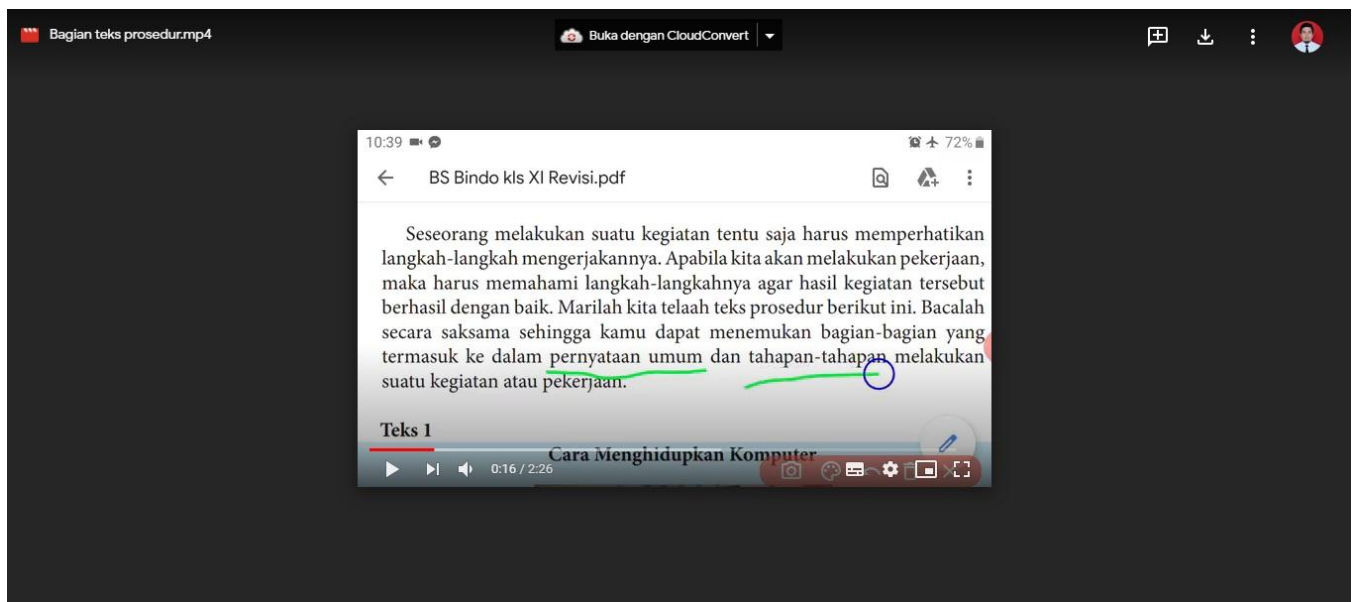 Bagian teks prosedur.mp4
Buka dengan CloudConvert
10:39
72%
BS Bindo kls XI Revisi.pdf
Seseorang melakukan suatu kegiatan tentu saja harus memperhatikan
langkah-langkah mengerjakannya. Apabila kita akan melakukan pekerjaan,
maka harus memahami langkah-langkahnya agar hasil kegiatan tersebut
berhasil dengan baik. Marilah kita telaah teks prosedur berikut ini. Bacalah
secara saksama sehingga kamu dapat menemukan bagian-bagian yang
termasuk ke dalam pernyataan umum dan tahapan-tahapan melakukan
suatu kegiatan atau pekerjaan.
Teks 1
Cara Menghidupkan Komputer
0:16 / 2:26